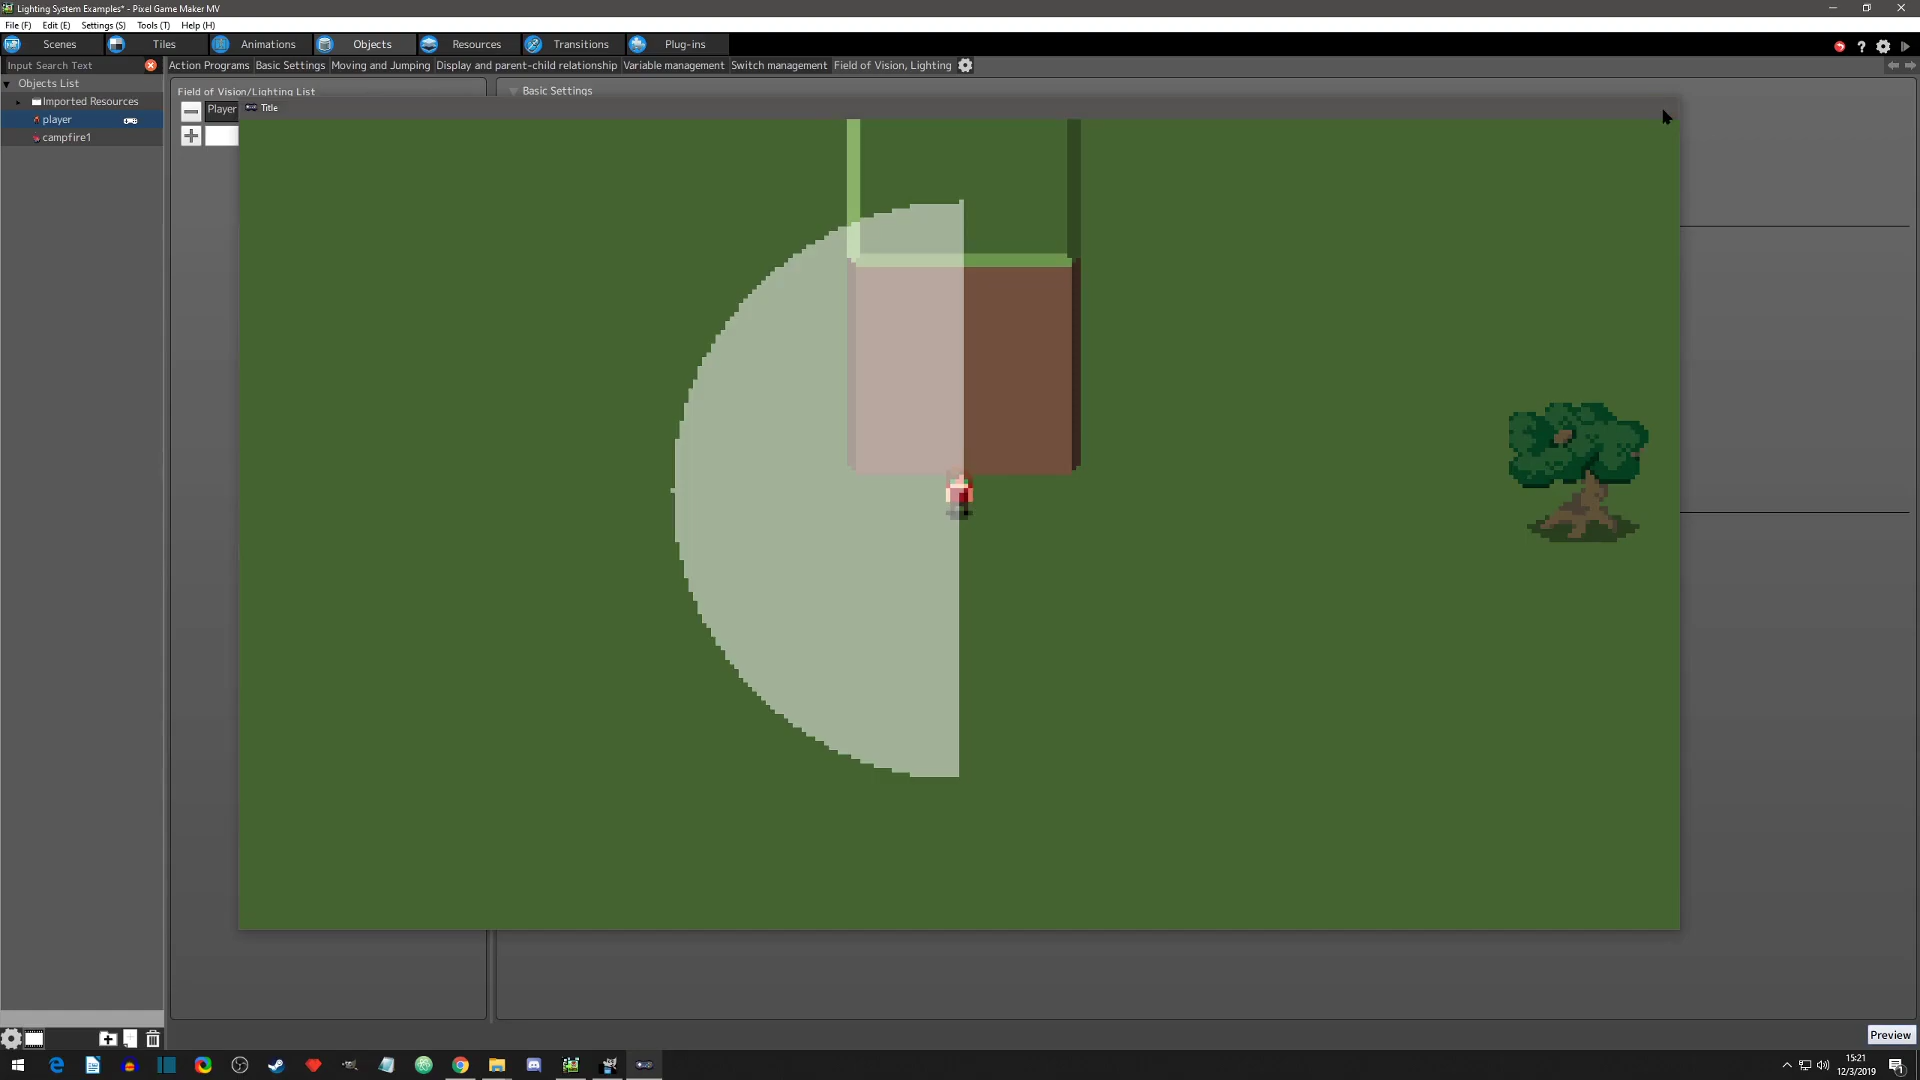 Lighting System Examples* - Pixel Game Maker MV
File (F) Edit (E) Settings (S) Tools (T) Help (H)
Scenes Tiles Animations Objects Resources Transitions Plug-ins
Input Search Text Action Programs Basic Settings Moving and Jumping Display and parent-child relationship Variable management Switch management Field of Vision, Lighting
Objects List
Imported Resources
player
campfire1
Field of Vision/Lighting List
Basic Settings
Player
Title
Preview
15:21
12/3/2019